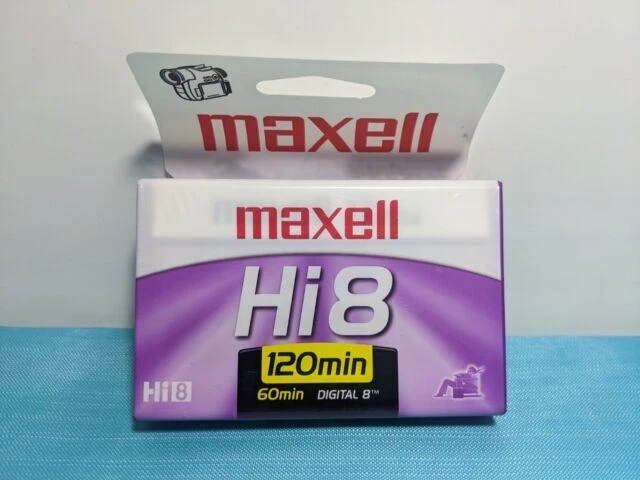 maxell
maxell
Hi8
120min
60min DIGITAL 8™
Hi8